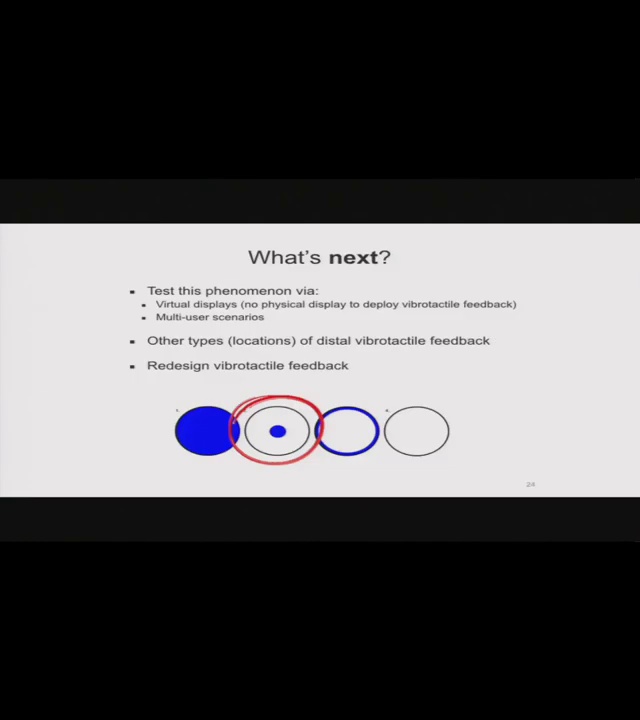 What's next?
Test this phenomenon via:
Virtual displays (no physical display to deploy vibrotactile feedback)
Multi-user scenarios
Other types (locations) of distal vibrotactile feedback
Redesign vibrotactile feedback
24